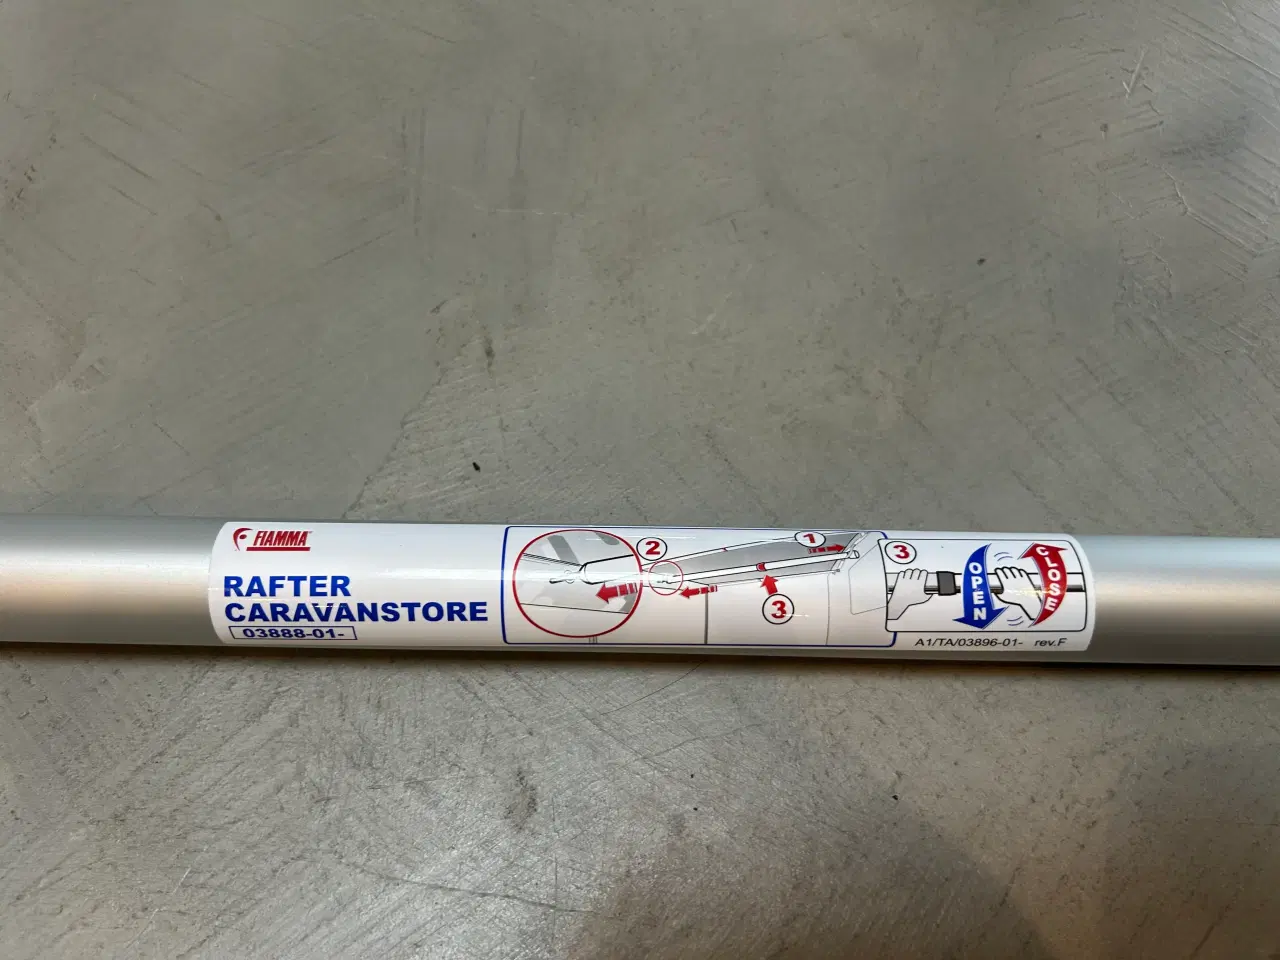 FIAMMA
RAFTER
CARAVANSTORE
03888-01-
2
1
3
3
OPEN
CLOSE
A1/TA/03896-01- rev.F